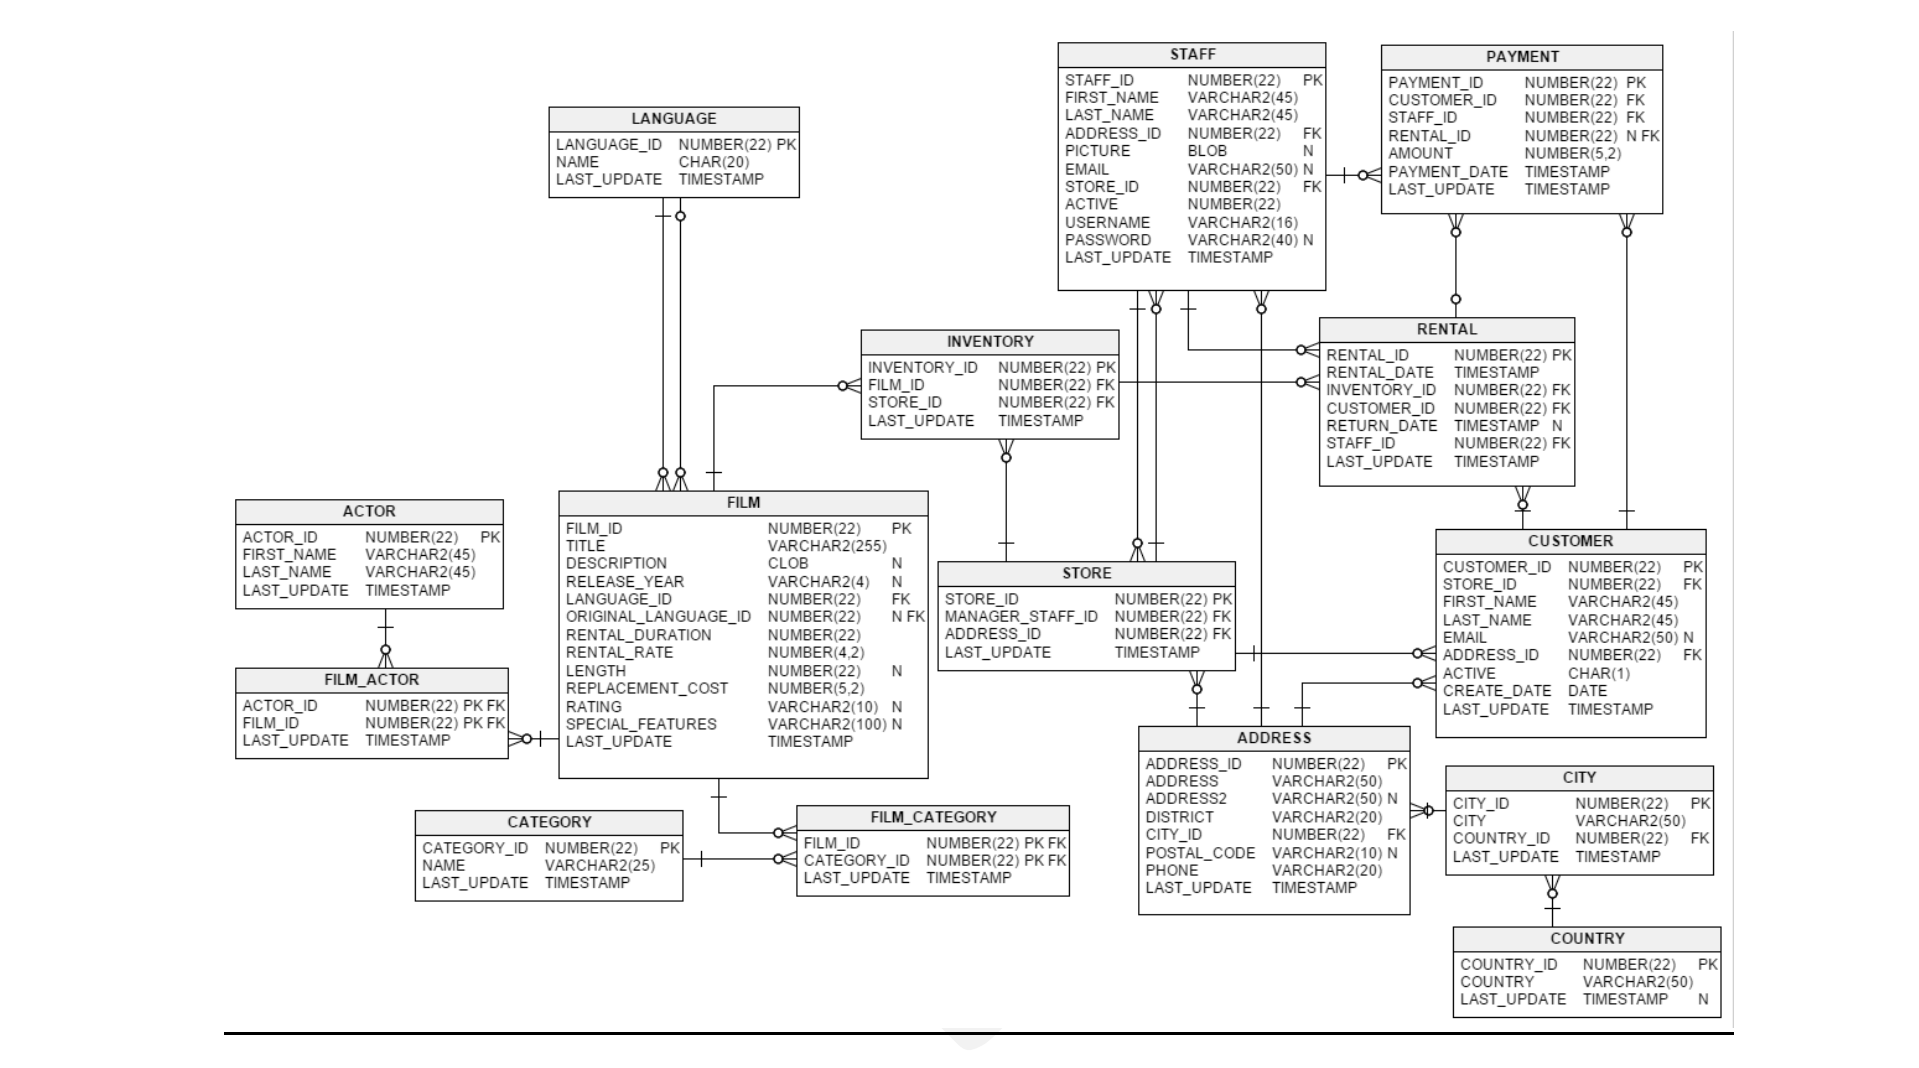 STAFF
STAFF_ID NUMBER(22) PK
FIRST_NAME VARCHAR2(45)
LAST_NAME VARCHAR2(45)
ADDRESS_ID NUMBER(22) FK
PICTURE BLOB N
EMAIL VARCHAR2(50) N
STORE_ID NUMBER(22) FK
ACTIVE NUMBER(22)
USERNAME VARCHAR2(16)
PASSWORD VARCHAR2(40) N
LAST_UPDATE TIMESTAMP
PAYMENT
PAYMENT_ID NUMBER(22) PK
CUSTOMER_ID NUMBER(22) FK
STAFF_ID NUMBER(22) FK
RENTAL_ID NUMBER(22) N FK
AMOUNT NUMBER(5,2)
PAYMENT_DATE TIMESTAMP
LAST_UPDATE TIMESTAMP
LANGUAGE
LANGUAGE_ID NUMBER(22) PK
NAME CHAR(20)
LAST_UPDATE TIMESTAMP
INVENTORY
INVENTORY_ID NUMBER(22) PK
FILM_ID NUMBER(22) FK
STORE_ID NUMBER(22) FK
LAST_UPDATE TIMESTAMP
RENTAL
RENTAL_ID NUMBER(22) PK
RENTAL_DATE TIMESTAMP
INVENTORY_ID NUMBER(22) FK
CUSTOMER_ID NUMBER(22) FK
RETURN_DATE TIMESTAMP N
STAFF_ID NUMBER(22) FK
LAST_UPDATE TIMESTAMP
ACTOR
ACTOR_ID NUMBER(22) PK
FIRST_NAME VARCHAR2(45)
LAST_NAME VARCHAR2(45)
LAST_UPDATE TIMESTAMP
FILM
FILM_ID NUMBER(22) PK
TITLE VARCHAR2(255)
DESCRIPTION CLOB N
RELEASE_YEAR VARCHAR2(4) N
LANGUAGE_ID NUMBER(22) FK
ORIGINAL_LANGUAGE_ID NUMBER(22) N FK
RENTAL_DURATION NUMBER(22)
RENTAL_RATE NUMBER(4,2)
LENGTH NUMBER(22) N
REPLACEMENT_COST NUMBER(5,2)
RATING VARCHAR2(10) N
SPECIAL_FEATURES VARCHAR2(100) N
LAST_UPDATE TIMESTAMP
STORE
STORE_ID NUMBER(22) PK
MANAGER_STAFF_ID NUMBER(22) FK
ADDRESS_ID NUMBER(22) FK
LAST_UPDATE TIMESTAMP
CUSTOMER
CUSTOMER_ID NUMBER(22) PK
STORE_ID NUMBER(22) FK
FIRST_NAME VARCHAR2(45)
LAST_NAME VARCHAR2(45)
EMAIL VARCHAR2(50) N
ADDRESS_ID NUMBER(22) FK
ACTIVE CHAR(1)
CREATE_DATE DATE
LAST_UPDATE TIMESTAMP
FILM_ACTOR
ACTOR_ID NUMBER(22) PK FK
FILM_ID NUMBER(22) PK FK
LAST_UPDATE TIMESTAMP
ADDRESS
ADDRESS_ID NUMBER(22) PK
ADDRESS VARCHAR2(50)
ADDRESS2 VARCHAR2(50) N
DISTRICT VARCHAR2(20)
CITY_ID NUMBER(22) FK
POSTAL_CODE VARCHAR2(10) N
PHONE VARCHAR2(20)
LAST_UPDATE TIMESTAMP
CITY
CITY_ID NUMBER(22) PK
CITY VARCHAR2(50)
COUNTRY_ID NUMBER(22) FK
LAST_UPDATE TIMESTAMP
CATEGORY
CATEGORY_ID NUMBER(22) PK
NAME VARCHAR2(25)
LAST_UPDATE TIMESTAMP
FILM_CATEGORY
FILM_ID NUMBER(22) PK FK
CATEGORY_ID NUMBER(22) PK FK
LAST_UPDATE TIMESTAMP
COUNTRY
COUNTRY_ID NUMBER(22) PK
COUNTRY VARCHAR2(50)
LAST_UPDATE TIMESTAMP N